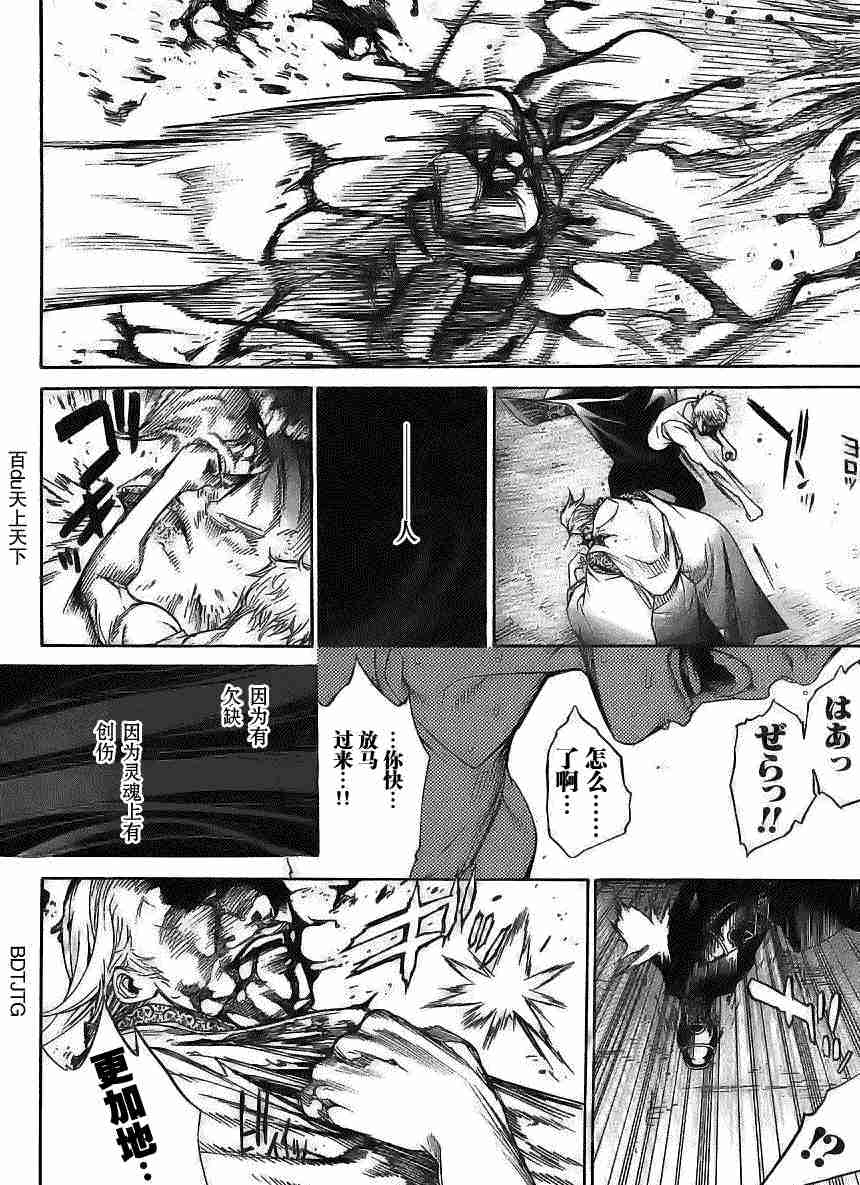 ヨロッ
人
ゴキッ
はあっ
ぜらっ!!
怎么……
了啊…
…你快…
放马
过来…!!
因为有
欠缺
因为灵魂上有
创伤
!?
更加地…
百du天上天下
BDTJTG